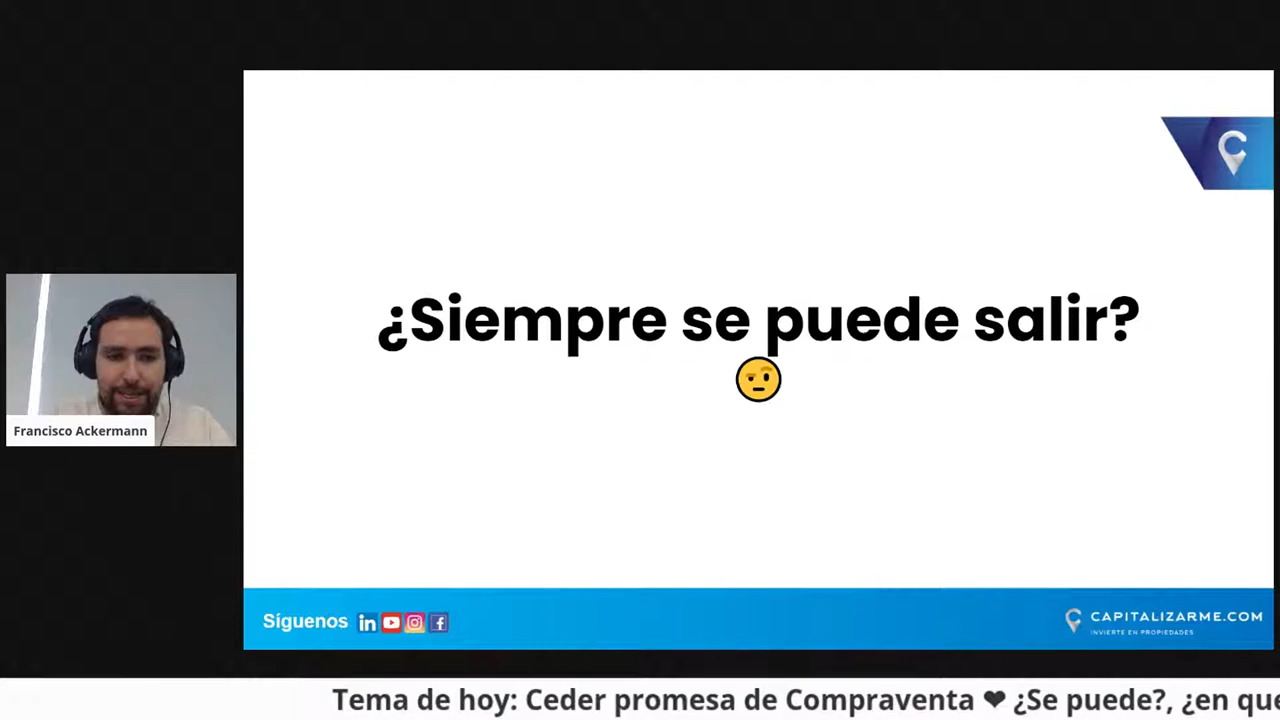 ¿Siempre se puede salir?
Francisco Ackermann
Síguenos
CAPITALIZARME.COM
INVIERTE EN PROPIEDADES
Tema de hoy: Ceder promesa de Compraventa ❤ ¿Se puede?, ¿en que